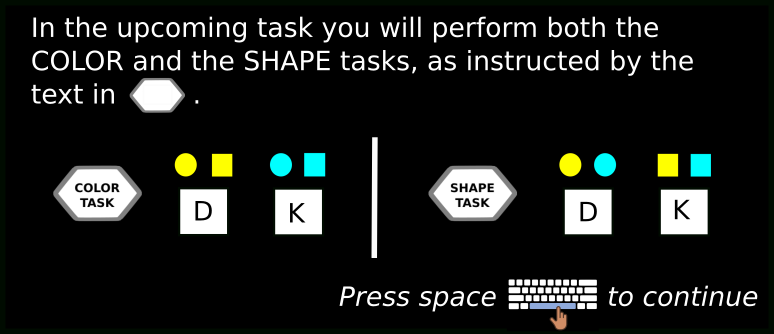 In the upcoming task you will perform both the
COLOR and the SHAPE tasks, as instructed by the
text in .
COLOR
TASK
D
K
SHAPE
TASK
D
K
Press space to continue